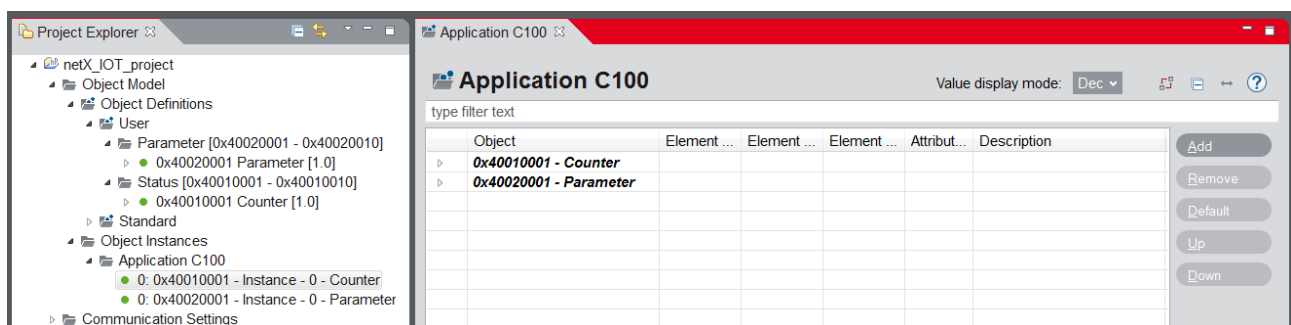 Project Explorer
netX_IOT_project
Object Model
Object Definitions
User
Parameter [0x40020001 - 0x40020010]
0x40020001 Parameter [1.0]
Status [0x40010001 - 0x40010010]
0x40010001 Counter [1.0]
Standard
Object Instances
Application C100
0: 0x40010001 - Instance - 0 - Counter
0: 0x40020001 - Instance - 0 - Parameter
Communication Settings
Application C100
Application C100
Value display mode: Dec
type filter text
Object Element ... Element ... Element ... Attribut... Description
0x40010001 - Counter
0x40020001 - Parameter
Add
Remove
Default
Up
Down